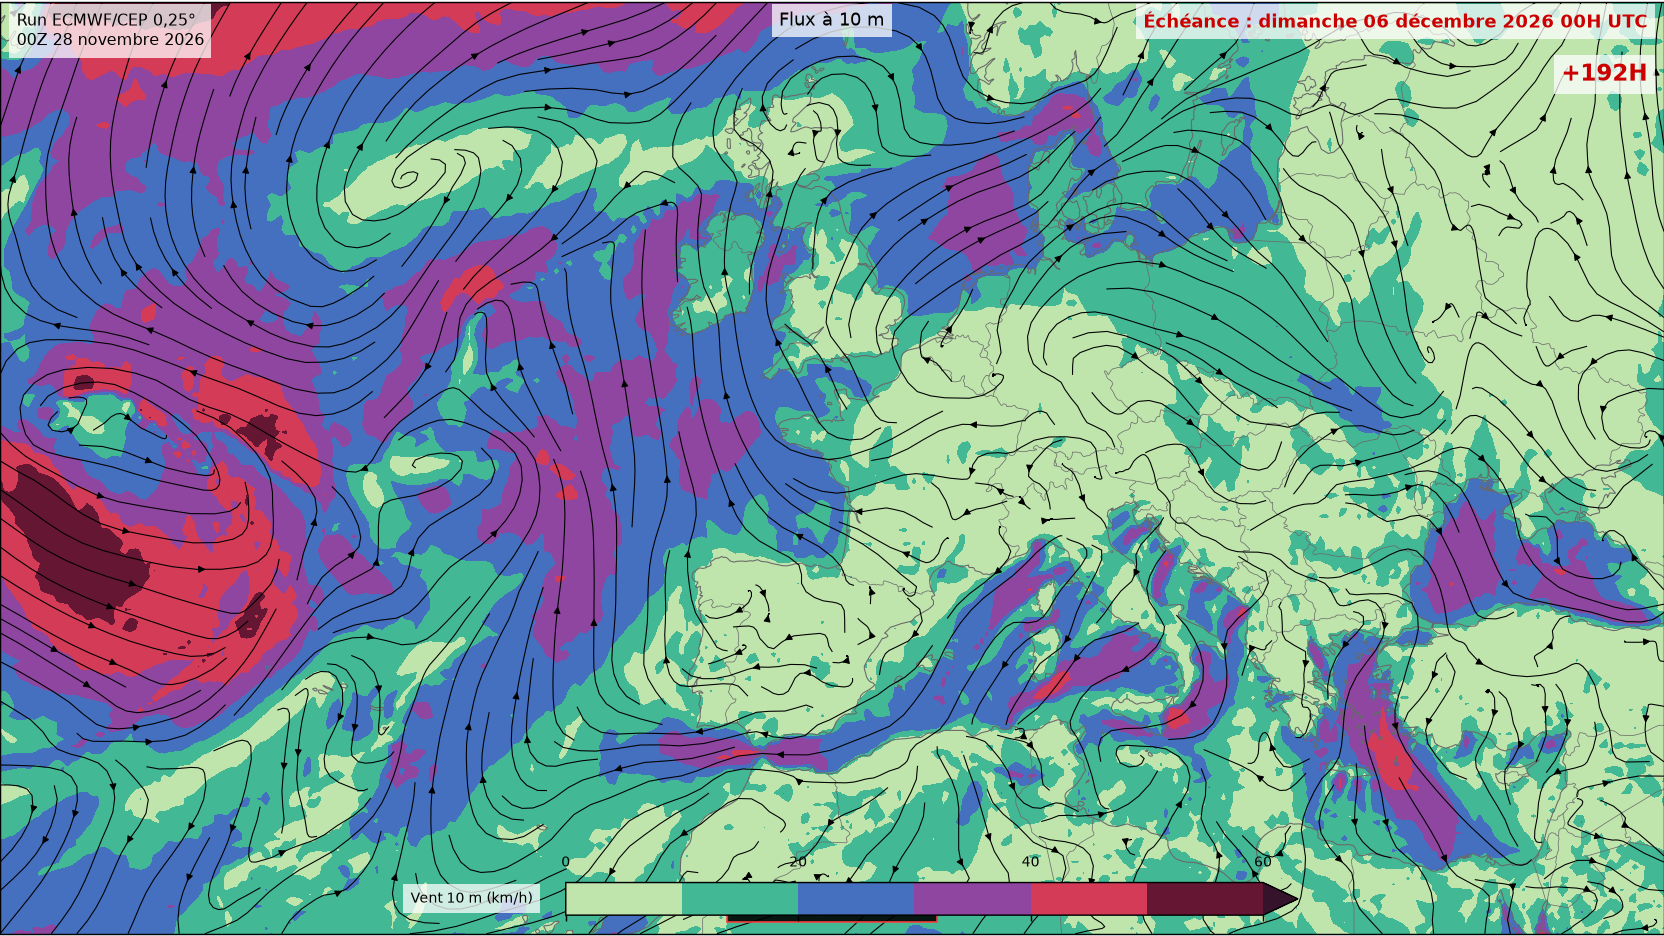 Run ECMWF/CEP 0,25°
00Z 28 novembre 2026
Flux à 10 m
Échéance : dimanche 06 décembre 2026 00H UTC
+192H
0 20 40 60
Vent 10 m (km/h)